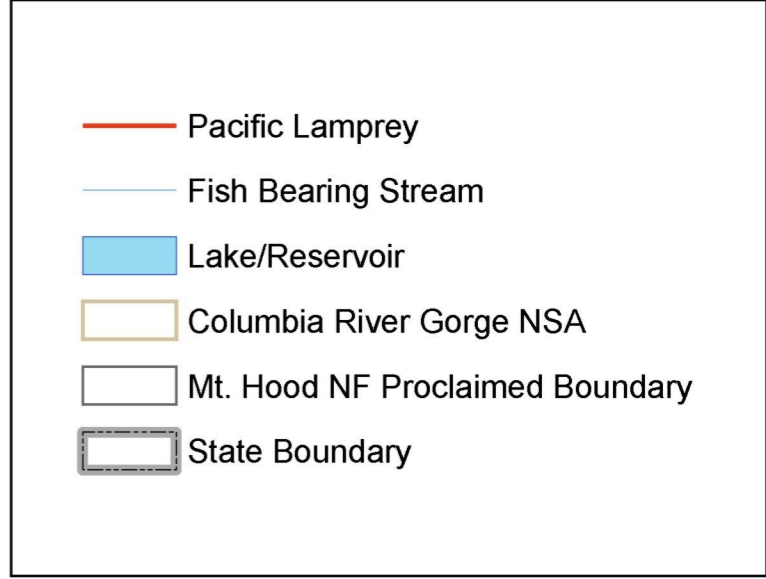 Pacific Lamprey
Fish Bearing Stream
Lake/Reservoir
Columbia River Gorge NSA
Mt. Hood NF Proclaimed Boundary
State Boundary